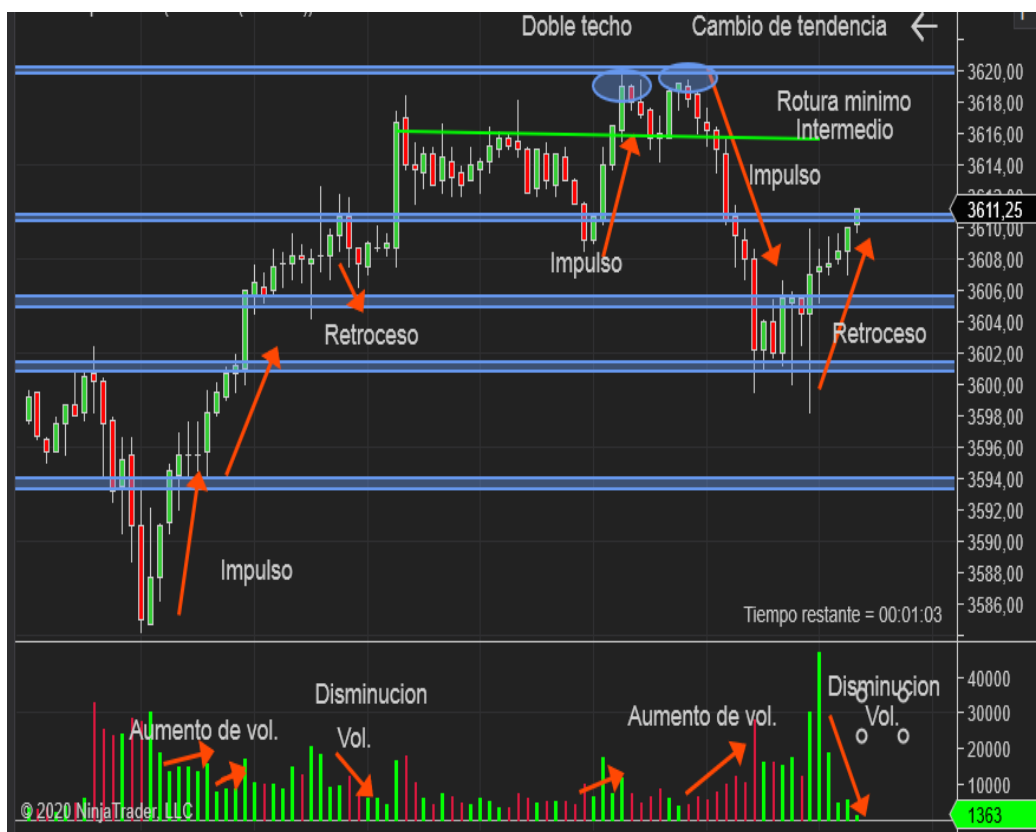 Doble techo
Cambio de tendencia
3620,00
3618,00
Rotura minimo
Intermedio
3616,00
3614,00
Impulso
3611,25
3610,00
Impulso
3608,00
3606,00
Retroceso
Retroceso
3604,00
3602,00
3600,00
3598,00
3596,00
3594,00
3592,00
3590,00
Impulso
3588,00
3586,00
Tiempo restante = 00:01:03
40000
Disminucion
Disminucion
Aumento de vol.
Vol.
Aumento de vol.
Vol.
30000
20000
10000
© 2020 NinjaTrader, LLC
1363